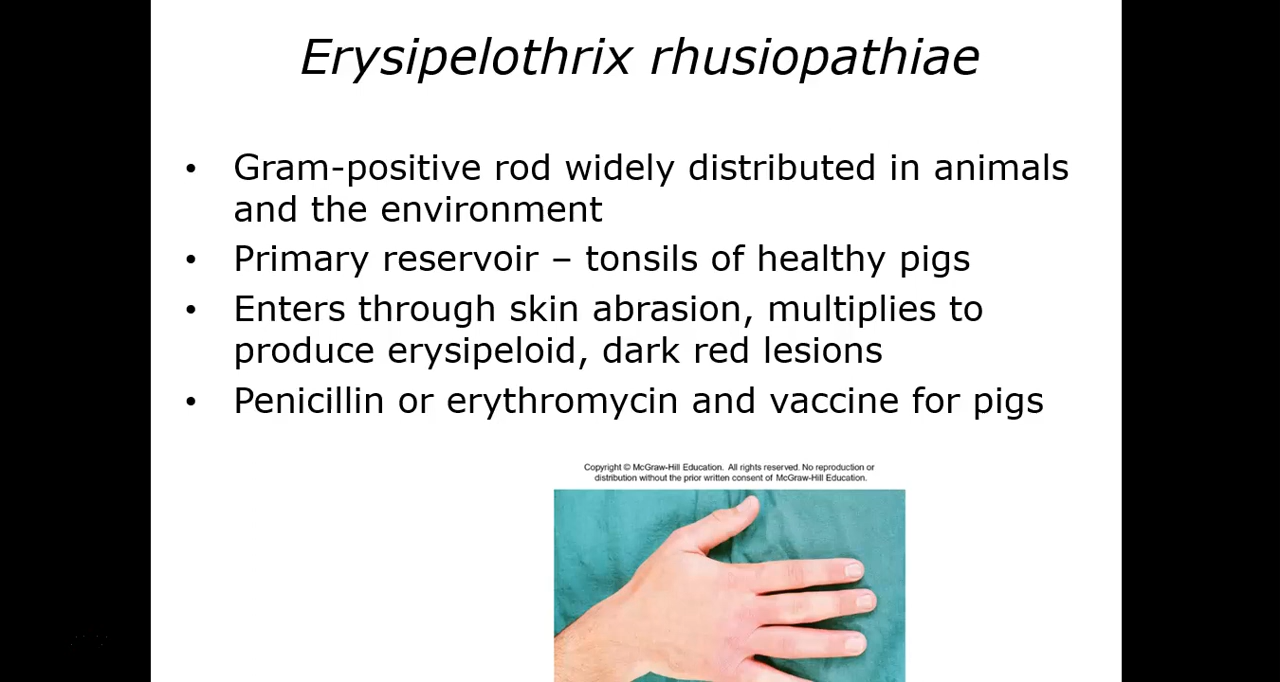 Erysipelothrix rhusiopathiae
• Gram-positive rod widely distributed in animals
and the environment
• Primary reservoir – tonsils of healthy pigs
• Enters through skin abrasion, multiplies to
produce erysipeloid, dark red lesions
• Penicillin or erythromycin and vaccine for pigs
Copyright © McGraw-Hill Education. All rights reserved. No reproduction or
distribution without the prior written consent of McGraw-Hill Education.